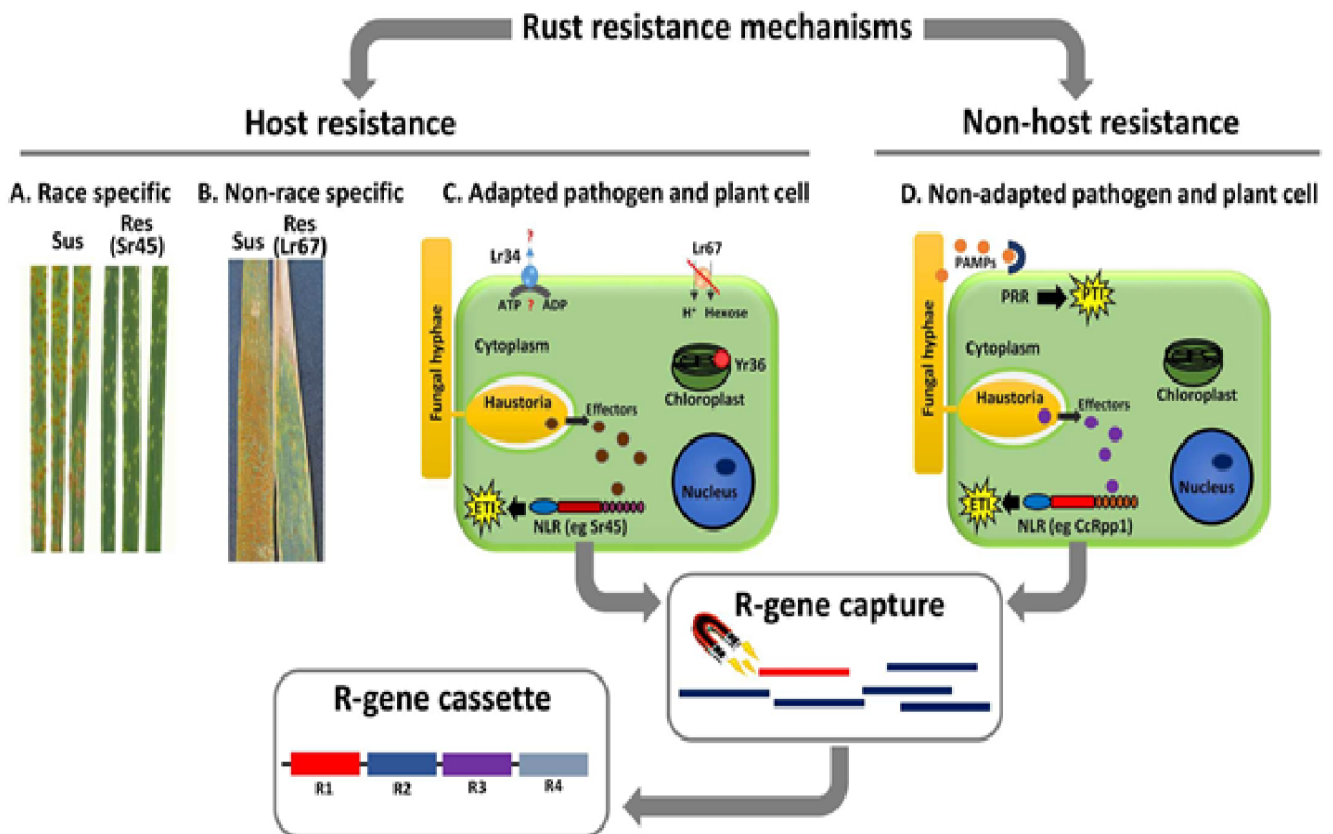 Rust resistance mechanisms
Host resistance
Non-host resistance
A. Race specific
Sus
Res
(Sr45)
B. Non-race specific
Sus
Res
(Lr67)
C. Adapted pathogen and plant cell
Fungal hyphae
Lr34
?
ATP ? ADP
Lr67
H+ Hexose
Cytoplasm
Yr36
Chloroplast
Haustoria
Effectors
Nucleus
ETI
NLR (eg Sr45)
D. Non-adapted pathogen and plant cell
Fungal hyphae
PAMPs
PRR
PTI
Cytoplasm
Chloroplast
Haustoria
Effectors
Nucleus
ETI
NLR (eg CcRpp1)
R-gene capture
R-gene cassette
R1
R2
R3
R4